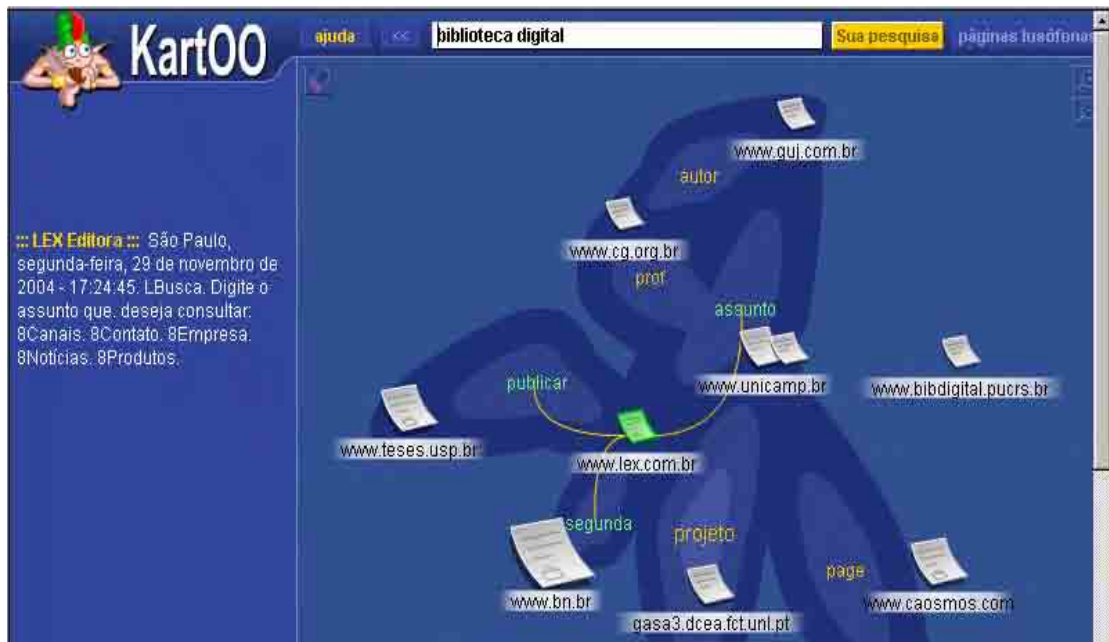 KartOO
ajuda << biblioteca digital Sua pesquisa páginas lusófonas
www.guj.com.br
autor
www.cg.org.br
prof
assunto
www.unicamp.br
www.bibdigital.pucrs.br
publicar
www.teses.usp.br
www.lex.com.br
segunda
projeto
www.bn.br
page
www.caosmos.com
gasa3.dcea.fct.unl.pt
::: LEX Editora ::: São Paulo,
segunda-feira, 29 de novembro de
2004 - 17:24:45. LBusca. Digite o
assunto que. deseja consultar:
8Canais. 8Contato. 8Empresa.
8Notícias. 8Produtos.